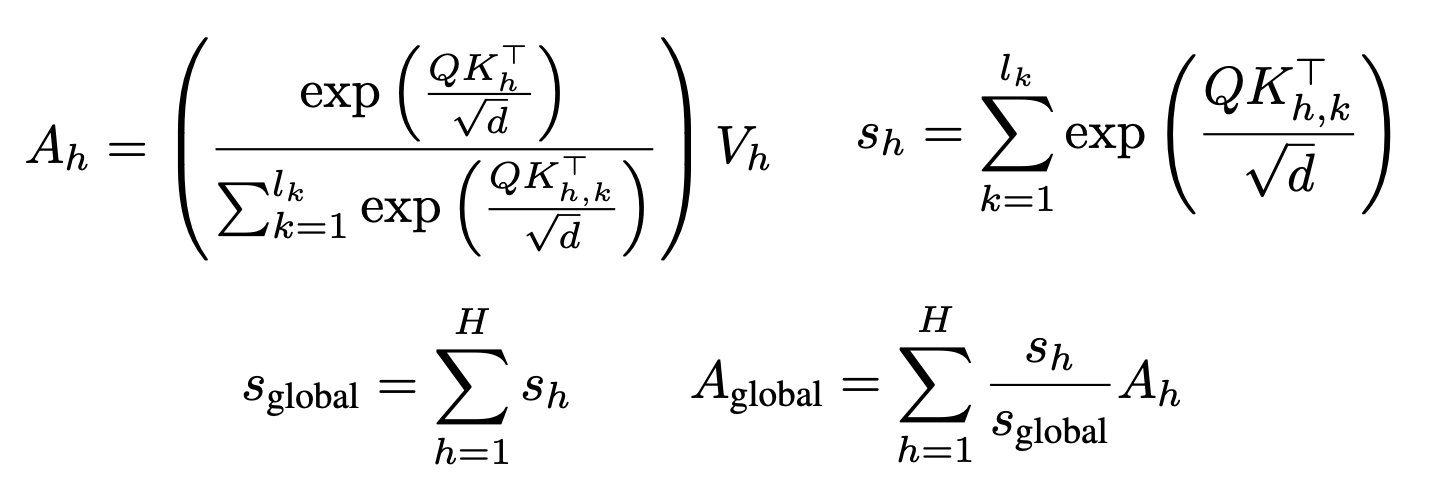 A_h = \left( \frac{\exp\left(\frac{QK_h^\top}{\sqrt{d}}\right)}{\sum_{k=1}^{l_k} \exp\left(\frac{QK_{h,k}^\top}{\sqrt{d}}\right)} \right) V_h \quad s_h = \sum_{k=1}^{l_k} \exp\left(\frac{QK_{h,k}^\top}{\sqrt{d}}\right)
s_{\text{global}} = \sum_{h=1}^{H} s_h \quad A_{\text{global}} = \sum_{h=1}^{H} \frac{s_h}{s_{\text{global}}} A_h